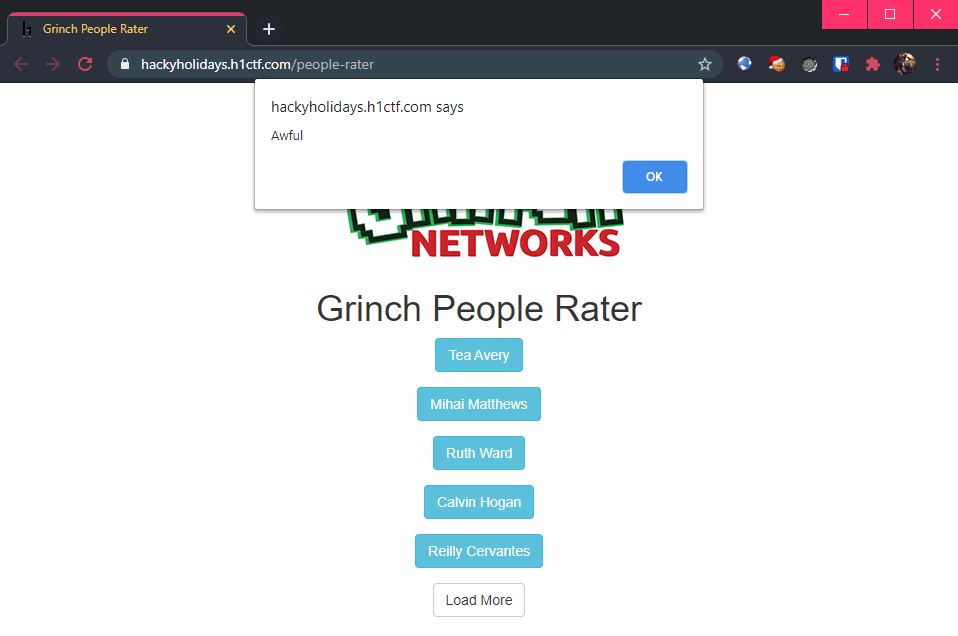 Grinch People Rater
hackyholidays.h1ctf.com/people-rater
hackyholidays.h1ctf.com says
Awful
OK
NETWORKS
Grinch People Rater
Tea Avery
Mihai Matthews
Ruth Ward
Calvin Hogan
Reilly Cervantes
Load More